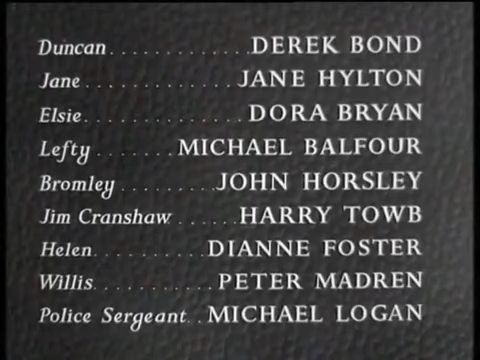 Duncan.............DEREK BOND
Jane..............JANE HYLTON
Elsie..............DORA BRYAN
Lefty.......MICHAEL BALFOUR
Bromley.........JOHN HORSLEY
Jim Cranshaw......HARRY TOWB
Helen..........DIANNE FOSTER
Willis...........PETER MADREN
Police Sergeant..MICHAEL LOGAN